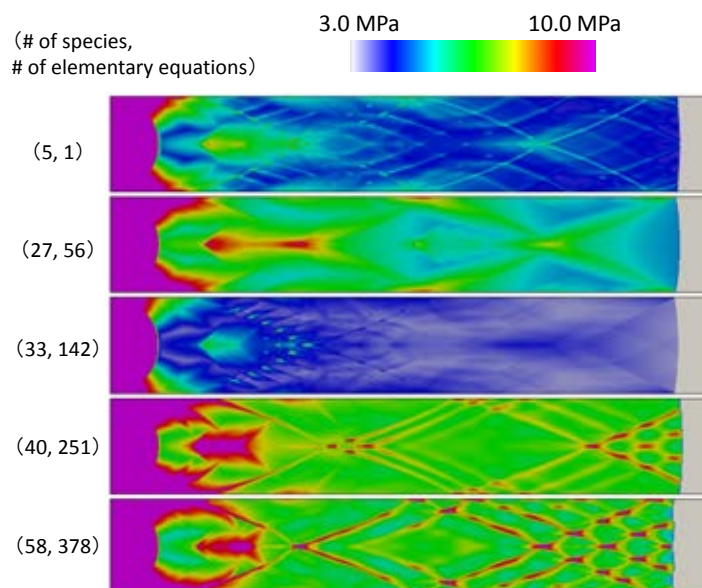 3.0 MPa 10.0 MPa
(# of species,
# of elementary equations)
(5, 1)
(27, 56)
(33, 142)
(40, 251)
(58, 378)